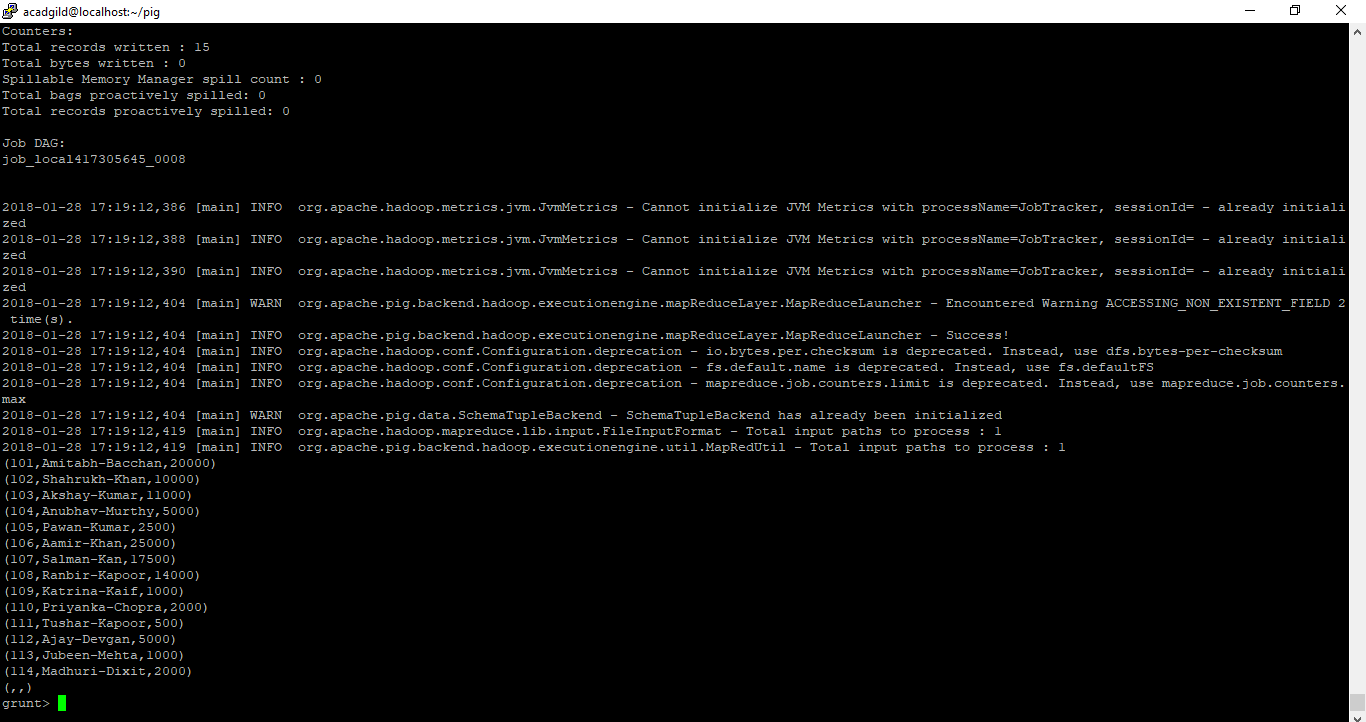 acadgild@localhost:~/pig
Counters:
Total records written : 15
Total bytes written : 0
Spillable Memory Manager spill count : 0
Total bags proactively spilled: 0
Total records proactively spilled: 0
Job DAG:
job_local417305645_0008
2018-01-28 17:19:12,386 [main] INFO  org.apache.hadoop.metrics.jvm.JvmMetrics - Cannot initialize JVM Metrics with processName=JobTracker, sessionId= - already initiali
zed
2018-01-28 17:19:12,388 [main] INFO  org.apache.hadoop.metrics.jvm.JvmMetrics - Cannot initialize JVM Metrics with processName=JobTracker, sessionId= - already initiali
zed
2018-01-28 17:19:12,390 [main] INFO  org.apache.hadoop.metrics.jvm.JvmMetrics - Cannot initialize JVM Metrics with processName=JobTracker, sessionId= - already initiali
zed
2018-01-28 17:19:12,404 [main] WARN  org.apache.pig.backend.hadoop.executionengine.mapReduceLayer.MapReduceLauncher - Encountered Warning ACCESSING_NON_EXISTENT_FIELD 2
 time(s).
2018-01-28 17:19:12,404 [main] INFO  org.apache.pig.backend.hadoop.executionengine.mapReduceLayer.MapReduceLauncher - Success!
2018-01-28 17:19:12,404 [main] INFO  org.apache.hadoop.conf.Configuration.deprecation - io.bytes.per.checksum is deprecated. Instead, use dfs.bytes-per-checksum
2018-01-28 17:19:12,404 [main] INFO  org.apache.hadoop.conf.Configuration.deprecation - fs.default.name is deprecated. Instead, use fs.defaultFS
2018-01-28 17:19:12,404 [main] INFO  org.apache.hadoop.conf.Configuration.deprecation - mapreduce.job.counters.limit is deprecated. Instead, use mapreduce.job.counters.
max
2018-01-28 17:19:12,404 [main] WARN  org.apache.pig.data.SchemaTupleBackend - SchemaTupleBackend has already been initialized
2018-01-28 17:19:12,419 [main] INFO  org.apache.hadoop.mapreduce.lib.input.FileInputFormat - Total input paths to process : 1
2018-01-28 17:19:12,419 [main] INFO  org.apache.pig.backend.hadoop.executionengine.util.MapRedUtil - Total input paths to process : 1
(101,Amitabh-Bacchan,20000)
(102,Shahrukh-Khan,10000)
(103,Akshay-Kumar,11000)
(104,Anubhav-Murthy,5000)
(105,Pawan-Kumar,2500)
(106,Aamir-Khan,25000)
(107,Salman-Kan,17500)
(108,Ranbir-Kapoor,14000)
(109,Katrina-Kaif,1000)
(110,Priyanka-Chopra,2000)
(111,Tushar-Kapoor,500)
(112,Ajay-Devgan,5000)
(113,Jubeen-Mehta,1000)
(114,Madhuri-Dixit,2000)
(,,)
grunt>